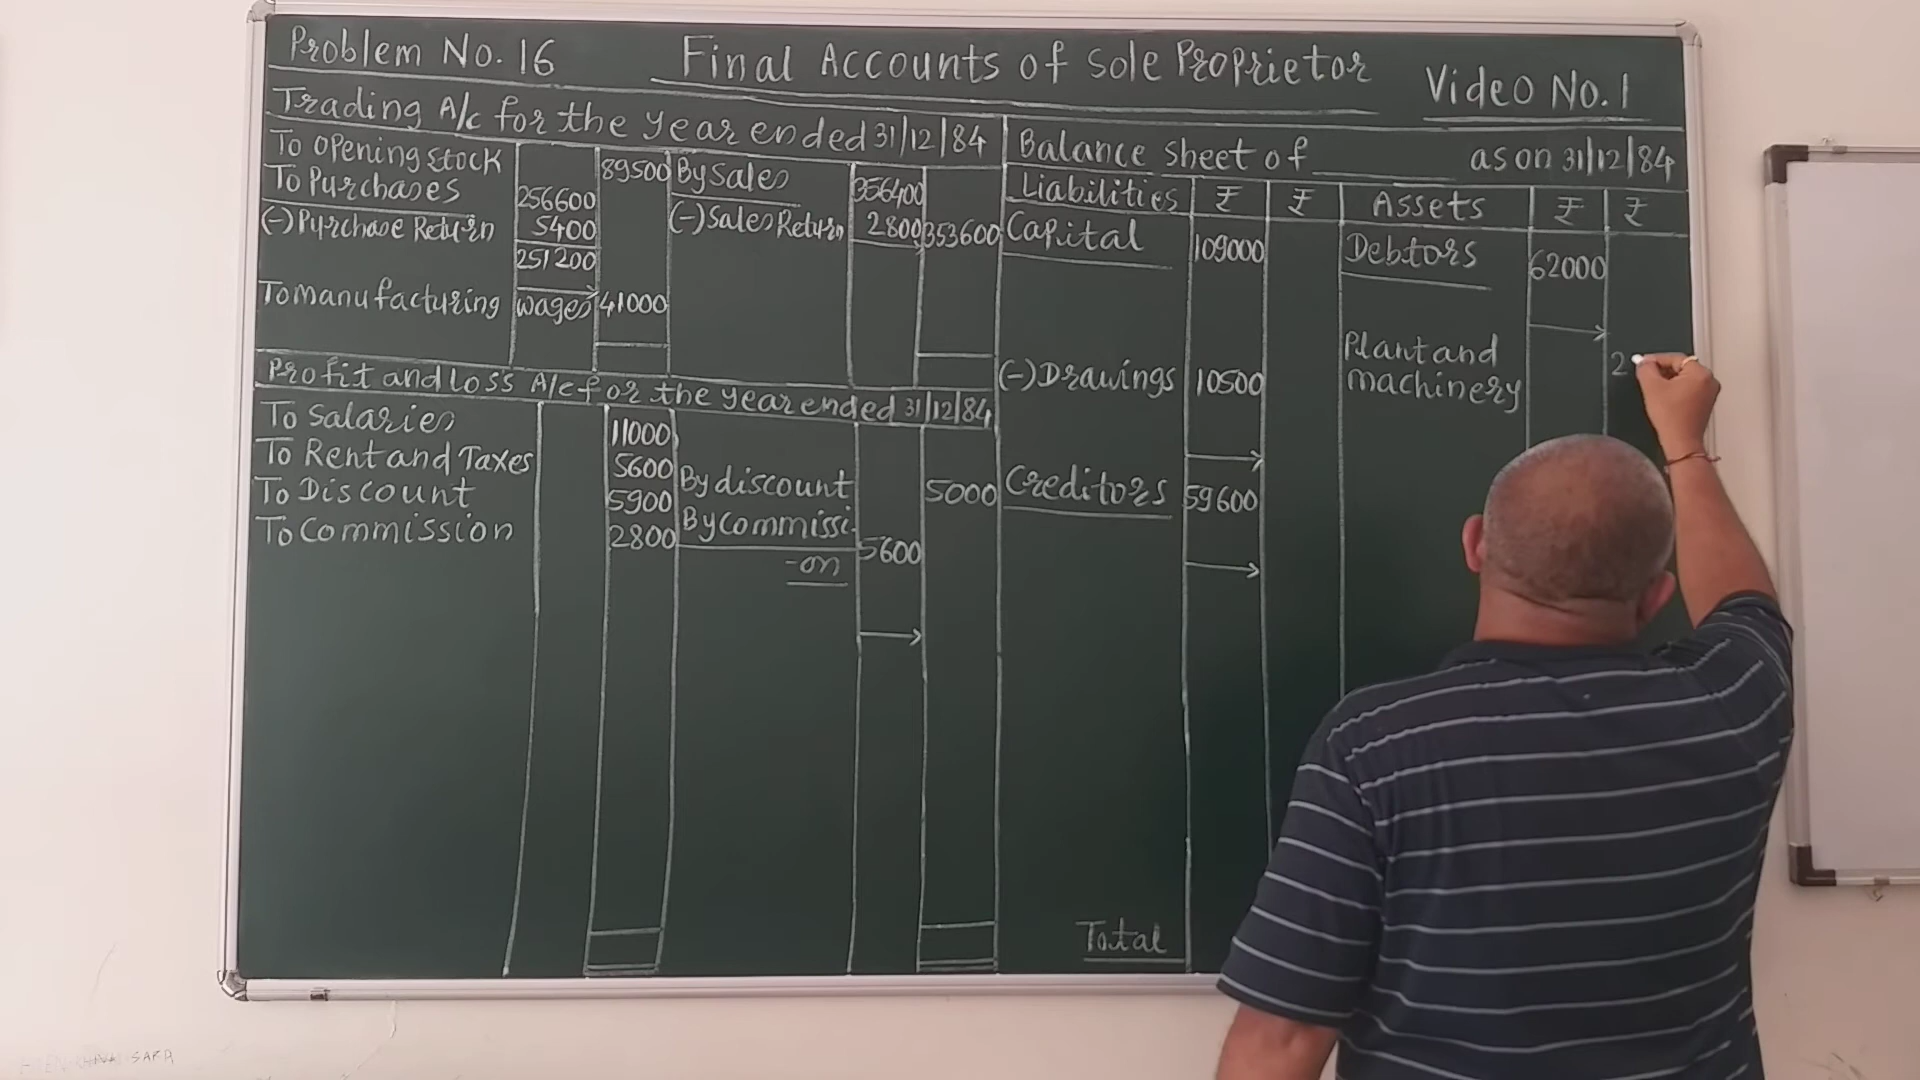 Problem No. 16 Final Accounts of Sole Proprietor Video No. 1
Trading A/c for the year ended 31/12/84
To Opening stock 89500 By Sales 356400
To Purchases 256600
(-) Purchase Return 5400 (-) Sales Return 2800 353600
251200
To manufacturing wages 41000
Profit and loss A/c for the year ended 31/12/84
To Salaries 11000
To Rent and Taxes 5600 By discount 5000
To Discount 5900 By Commissi
To Commission 2800 -on 5600
Balance sheet of ______ as on 31/12/84
Liabilities ₹ ₹ Assets ₹ ₹
Capital 109000 Debtors 62000
Plant and
(-) Drawings 10500 machinery 2
Creditors 59600
Total